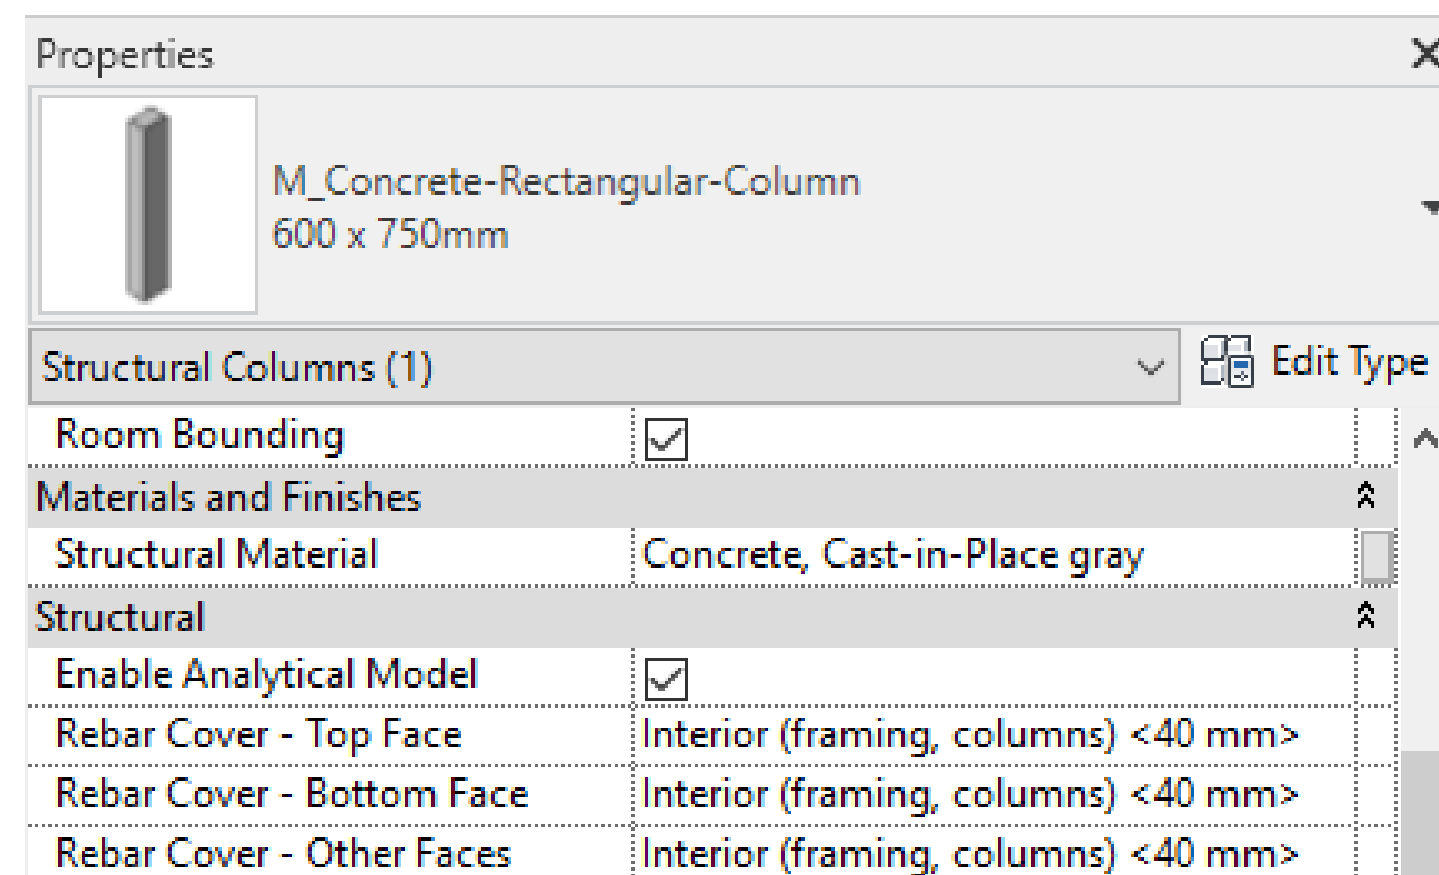 Properties
M_Concrete-Rectangular-Column
600 x 750mm
Structural Columns (1)
Edit Type
Room Bounding
Materials and Finishes
Structural Material Concrete, Cast-in-Place gray
Structural
Enable Analytical Model
Rebar Cover - Top Face Interior (framing, columns) <40 mm>
Rebar Cover - Bottom Face Interior (framing, columns) <40 mm>
Rebar Cover - Other Faces Interior (framing, columns) <40 mm>